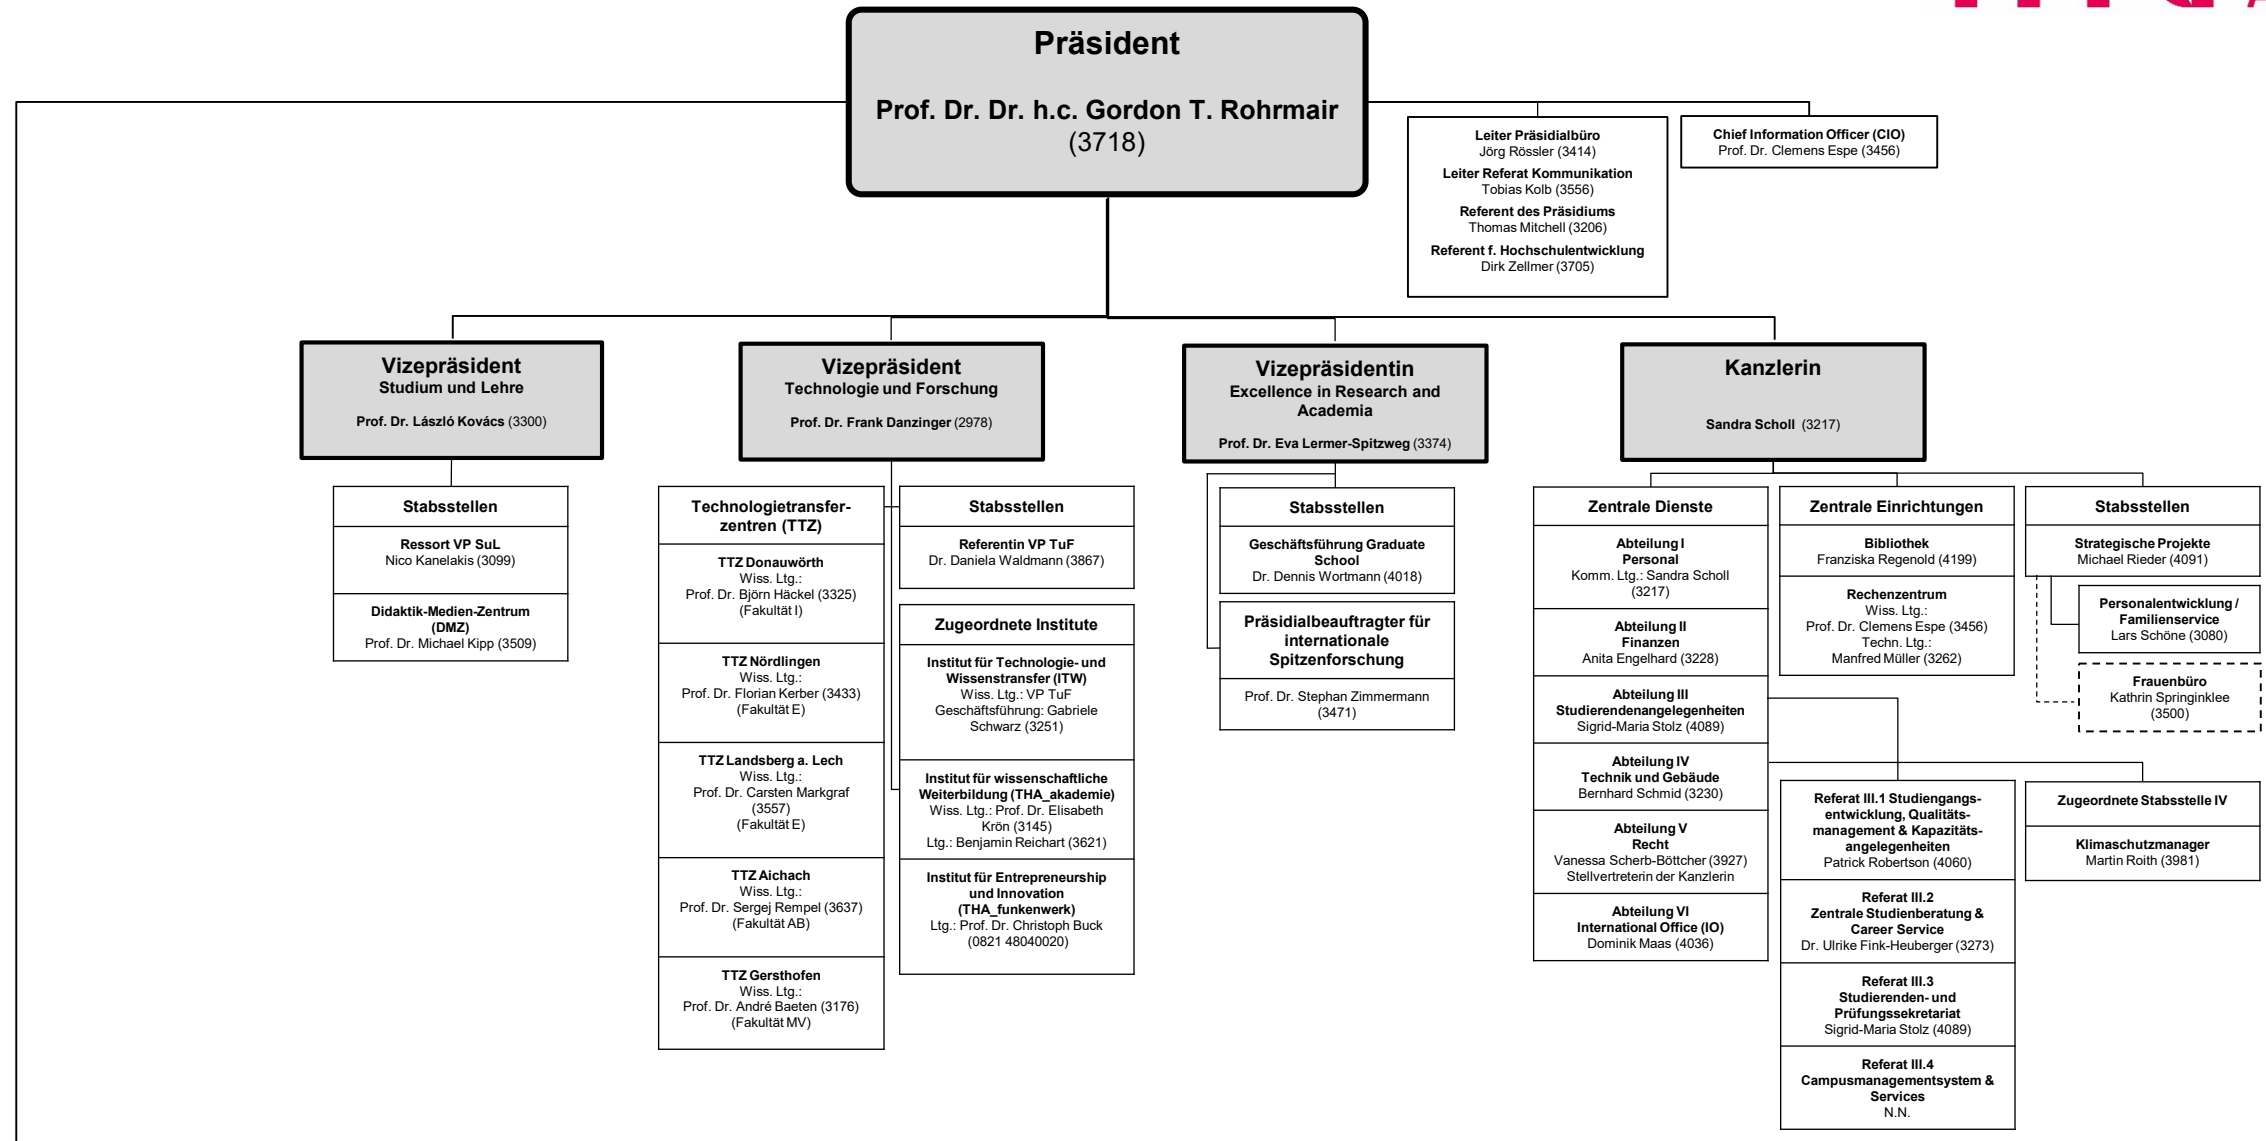 Präsident
Prof. Dr. Dr. h.c. Gordon T. Rohrmair
(3718)
Leiter Präsidialbüro
Jörg Rössler (3414)
Leiter Referat Kommunikation
Tobias Kolb (3556)
Referent des Präsidiums
Thomas Mitchell (3206)
Referent f. Hochschulentwicklung
Dirk Zellmer (3705)
Chief Information Officer (CIO)
Prof. Dr. Clemens Espe (3456)
Vizepräsident
Studium und Lehre
Prof. Dr. László Kovács (3300)
Stabsstellen
Ressort VP SuL
Nico Kanelakis (3099)
Didaktik-Medien-Zentrum
(DMZ)
Prof. Dr. Michael Kipp (3509)
Vizepräsident
Technologie und Forschung
Prof. Dr. Frank Danzinger (2978)
Technologietransfer-
zentren (TTZ)
TTZ Donauwörth
Wiss. Ltg.:
Prof. Dr. Björn Häckel (3325)
(Fakultät I)
TTZ Nördlingen
Wiss. Ltg.:
Prof. Dr. Florian Kerber (3433)
(Fakultät E)
TTZ Landsberg a. Lech
Wiss. Ltg.:
Prof. Dr. Carsten Markgraf
(3557)
(Fakultät E)
TTZ Aichach
Wiss. Ltg.:
Prof. Dr. Sergej Rempel (3637)
(Fakultät AB)
TTZ Gersthofen
Wiss. Ltg.:
Prof. Dr. André Baeten (3176)
(Fakultät MV)
Stabsstellen
Referentin VP TuF
Dr. Daniela Waldmann (3867)
Zugeordnete Institute
Institut für Technologie- und
Wissenstransfer (ITW)
Wiss. Ltg.: VP TuF
Geschäftsführung: Gabriele
Schwarz (3251)
Institut für wissenschaftliche
Weiterbildung (THA_akademie)
Wiss. Ltg.: Prof. Dr. Elisabeth
Krön (3145)
Ltg.: Benjamin Reichart (3621)
Institut für Entrepreneurship
und Innovation
(THA_funkenwerk)
Ltg.: Prof. Dr. Christoph Buck
(0821 48040020)
Vizepräsidentin
Excellence in Research and
Academia
Prof. Dr. Eva Lermer-Spitzweg (3374)
Stabsstellen
Geschäftsführung Graduate
School
Dr. Dennis Wortmann (4018)
Präsidialbeauftragter für
internationale
Spitzenforschung
Prof. Dr. Stephan Zimmermann
(3471)
Kanzlerin
Sandra Scholl (3217)
Zentrale Dienste
Abteilung I
Personal
Komm. Ltg.: Sandra Scholl
(3217)
Abteilung II
Finanzen
Anita Engelhard (3228)
Abteilung III
Studierendenangelegenheiten
Sigrid-Maria Stolz (4089)
Abteilung IV
Technik und Gebäude
Bernhard Schmid (3230)
Abteilung V
Recht
Vanessa Scherb-Böttcher (3927)
Stellvertreterin der Kanzlerin
Abteilung VI
International Office (IO)
Dominik Maas (4036)
Zentrale Einrichtungen
Bibliothek
Franziska Regenold (4199)
Rechenzentrum
Wiss. Ltg.:
Prof. Dr. Clemens Espe (3456)
Techn. Ltg.:
Manfred Müller (3262)
Stabsstellen
Strategische Projekte
Michael Rieder (4091)
Personalentwicklung /
Familienservice
Lars Schöne (3080)
Frauenbüro
Kathrin Springinklee
(3500)
Referat III.1 Studiengangs-
entwicklung, Qualitäts-
management & Kapazitäts-
angelegenheiten
Patrick Robertson (4060)
Referat III.2
Zentrale Studienberatung &
Career Service
Dr. Ulrike Fink-Heuberger (3273)
Referat III.3
Studierenden- und
Prüfungssekretariat
Sigrid-Maria Stolz (4089)
Referat III.4
Campusmanagementsystem &
Services
N.N.
Zugeordnete Stabsstelle IV
Klimaschutzmanager
Martin Roith (3981)